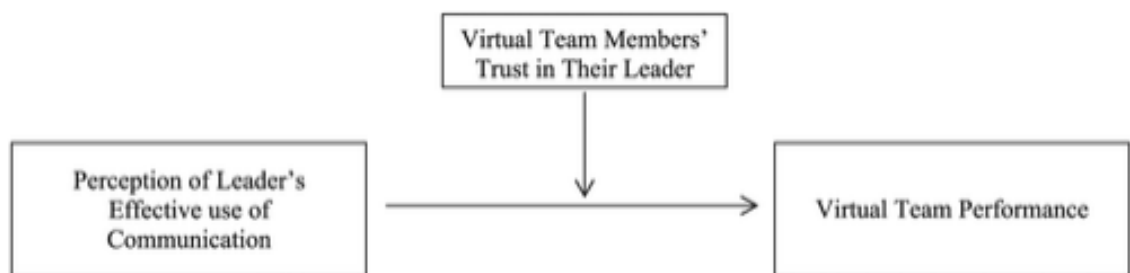 Virtual Team Members’
Trust in Their Leader
Perception of Leader’s
Effective use of
Communication
Virtual Team Performance